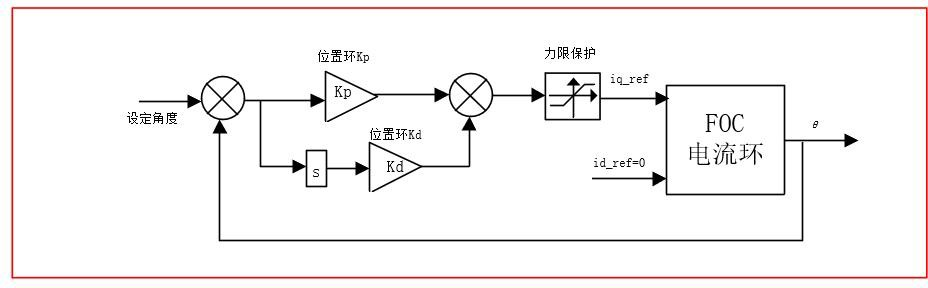 位置环Kp
力限保护
Kp
iq_ref
设定角度
FOC
电流环
θ
位置环Kd
s
Kd
id_ref=0